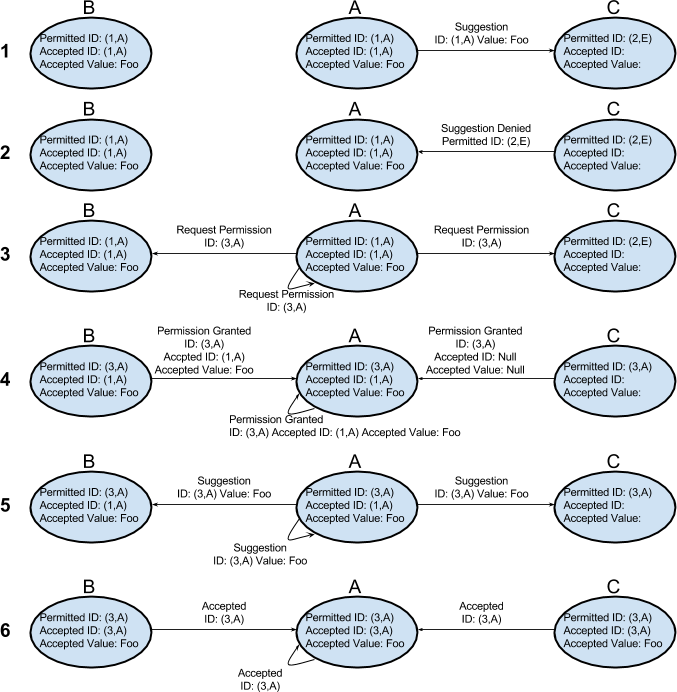 B
A
C
1
Permitted ID: (1,A)
Accepted ID: (1,A)
Accepted Value: Foo
Permitted ID: (1,A)
Accepted ID: (1,A)
Accepted Value: Foo
Suggestion
ID: (1,A) Value: Foo
Permitted ID: (2,E)
Accepted ID:
Accepted Value:
B
A
C
2
Permitted ID: (1,A)
Accepted ID: (1,A)
Accepted Value: Foo
Permitted ID: (1,A)
Accepted ID: (1,A)
Accepted Value: Foo
Suggestion Denied
Permitted ID: (2,E)
Permitted ID: (2,E)
Accepted ID:
Accepted Value:
B
A
C
3
Permitted ID: (1,A)
Accepted ID: (1,A)
Accepted Value: Foo
Request Permission
ID: (3,A)
Permitted ID: (1,A)
Accepted ID: (1,A)
Accepted Value: Foo
Request Permission
ID: (3,A)
Permitted ID: (2,E)
Accepted ID:
Accepted Value:
Request Permission
ID: (3,A)
B
A
C
4
Permitted ID: (3,A)
Accepted ID: (1,A)
Accepted Value: Foo
Permission Granted
ID: (3,A)
Accpted ID: (1,A)
Accepted Value: Foo
Permitted ID: (3,A)
Accepted ID: (1,A)
Accepted Value: Foo
Permission Granted
ID: (3,A)
Accepted ID: Null
Accepted Value: Null
Permitted ID: (3,A)
Accepted ID:
Accepted Value:
Permission Granted
ID: (3,A) Accepted ID: (1,A) Accepted Value: Foo
B
A
C
5
Permitted ID: (3,A)
Accepted ID: (1,A)
Accepted Value: Foo
Suggestion
ID: (3,A) Value: Foo
Permitted ID: (3,A)
Accepted ID: (1,A)
Accepted Value: Foo
Suggestion
ID: (3,A) Value: Foo
Permitted ID: (3,A)
Accepted ID:
Accepted Value:
Suggestion
ID: (3,A) Value: Foo
B
A
C
6
Permitted ID: (3,A)
Accepted ID: (3,A)
Accepted Value: Foo
Accepted
ID: (3,A)
Permitted ID: (3,A)
Accepted ID: (3,A)
Accepted Value: Foo
Accepted
ID: (3,A)
Permitted ID: (3,A)
Accepted ID: (3,A)
Accepted Value: Foo
Accepted
ID: (3,A)